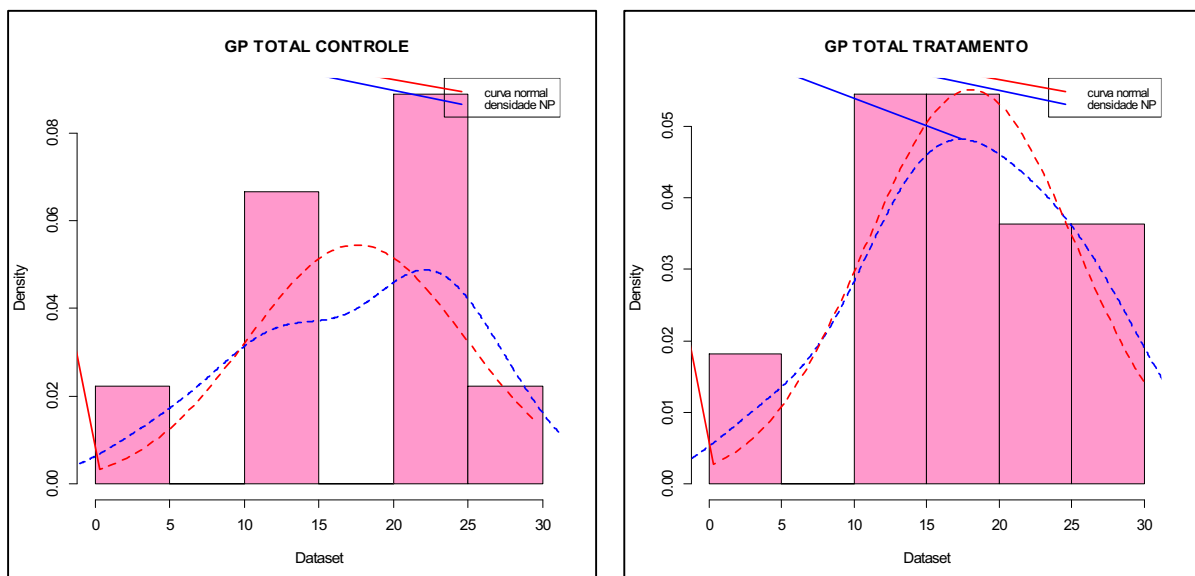 GP TOTAL CONTROLE
curva normal
densidade NP
Density
0.00
0.02
0.04
0.06
0.08
0 5 10 15 20 25 30
Dataset
GP TOTAL TRATAMENTO
curva normal
densidade NP
Density
0.00
0.01
0.02
0.03
0.04
0.05
0 5 10 15 20 25 30
Dataset